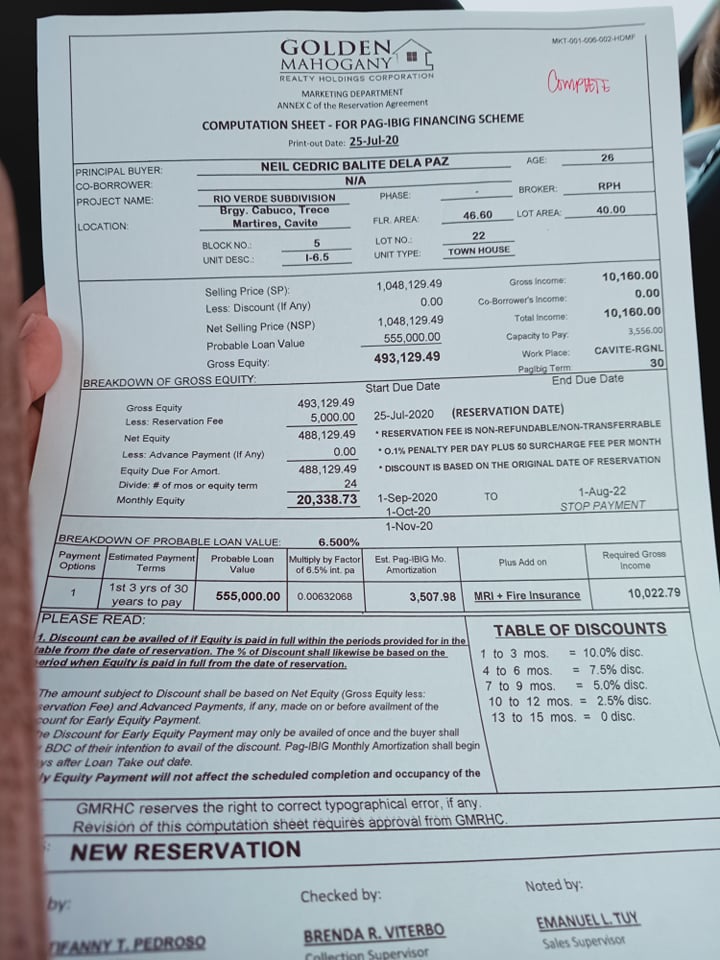 MKT-001-006-002-HDMF
GOLDEN
MAHOGANY
REALTY HOLDINGS CORPORATION
COMPLETE
MARKETING DEPARTMENT
ANNEX C of the Reservation Agreement
COMPUTATION SHEET - FOR PAG-IBIG FINANCING SCHEME
Print-out Date: 25-Jul-20
PRINCIPAL BUYER: NEIL CEDRIC BALITE DELA PAZ AGE: 26
CO-BORROWER: N/A
PROJECT NAME: RIO VERDE SUBDIVISION PHASE: - BROKER: RPH
LOCATION: Brgy. Cabuco, Trece Martires, Cavite FLR. AREA: 46.60 LOT AREA: 40.00
BLOCK NO.: 5 LOT NO.: 22
UNIT DESC.: I-6.5 UNIT TYPE: TOWN HOUSE
Selling Price (SP): 1,048,129.49 Gross Income: 10,160.00
Less: Discount (If Any) 0.00 Co-Borrower's Income: 0.00
Net Selling Price (NSP) 1,048,129.49 Total Income: 10,160.00
Probable Loan Value 555,000.00 Capacity to Pay: 3,556.00
Gross Equity: 493,129.49 Work Place: CAVITE-RGNL
Pagibig Term 30
BREAKDOWN OF GROSS EQUITY: Start Due Date End Due Date
Gross Equity 493,129.49
Less: Reservation Fee 5,000.00 25-Jul-2020 (RESERVATION DATE)
Net Equity 488,129.49 * RESERVATION FEE IS NON-REFUNDABLE/NON-TRANSFERRABLE
Less: Advance Payment (If Any) 0.00 * 0.1% PENALTY PER DAY PLUS 50 SURCHARGE FEE PER MONTH
Equity Due For Amort. 488,129.49 * DISCOUNT IS BASED ON THE ORIGINAL DATE OF RESERVATION
Divide: # of mos or equity term 24
Monthly Equity 20,338.73 1-Sep-2020 TO 1-Aug-22
1-Oct-20 STOP PAYMENT
1-Nov-20
BREAKDOWN OF PROBABLE LOAN VALUE: 6.500%
Payment Options Estimated Payment Terms Probable Loan Value Multiply by Factor of 6.5% int. pa Est. Pag-IBIG Mo. Amortization Plus Add on Required Gross Income
1 1st 3 yrs of 30 years to pay 555,000.00 0.00632068 3,507.98 MRI + Fire Insurance 10,022.79
PLEASE READ:
1. Discount can be availed of if Equity is paid in full within the periods provided for in the
table from the date of reservation. The % of Discount shall likewise be based on the
period when Equity is paid in full from the date of reservation.
The amount subject to Discount shall be based on Net Equity (Gross Equity less:
servation Fee) and Advanced Payments, if any, made on or before availment of the
count for Early Equity Payment.
e Discount for Early Equity Payment may only be availed of once and the buyer shall
BDC of their intention to avail of the discount. Pag-IBIG Monthly Amortization shall begin
ys after Loan Take out date.
y Equity Payment will not affect the scheduled completion and occupancy of the
TABLE OF DISCOUNTS
1 to 3 mos. = 10.0% disc.
4 to 6 mos. = 7.5% disc.
7 to 9 mos. = 5.0% disc.
10 to 12 mos. = 2.5% disc.
13 to 15 mos. = 0 disc.
GMRHC reserves the right to correct typographical error, if any.
Revision of this computation sheet requires approval from GMRHC.
NEW RESERVATION
by: Checked by: Noted by:
IFANNY T. PEDROSO BRENDA R. VITERBO EMANUEL L. TUY
Collection Supervisor Sales Supervisor